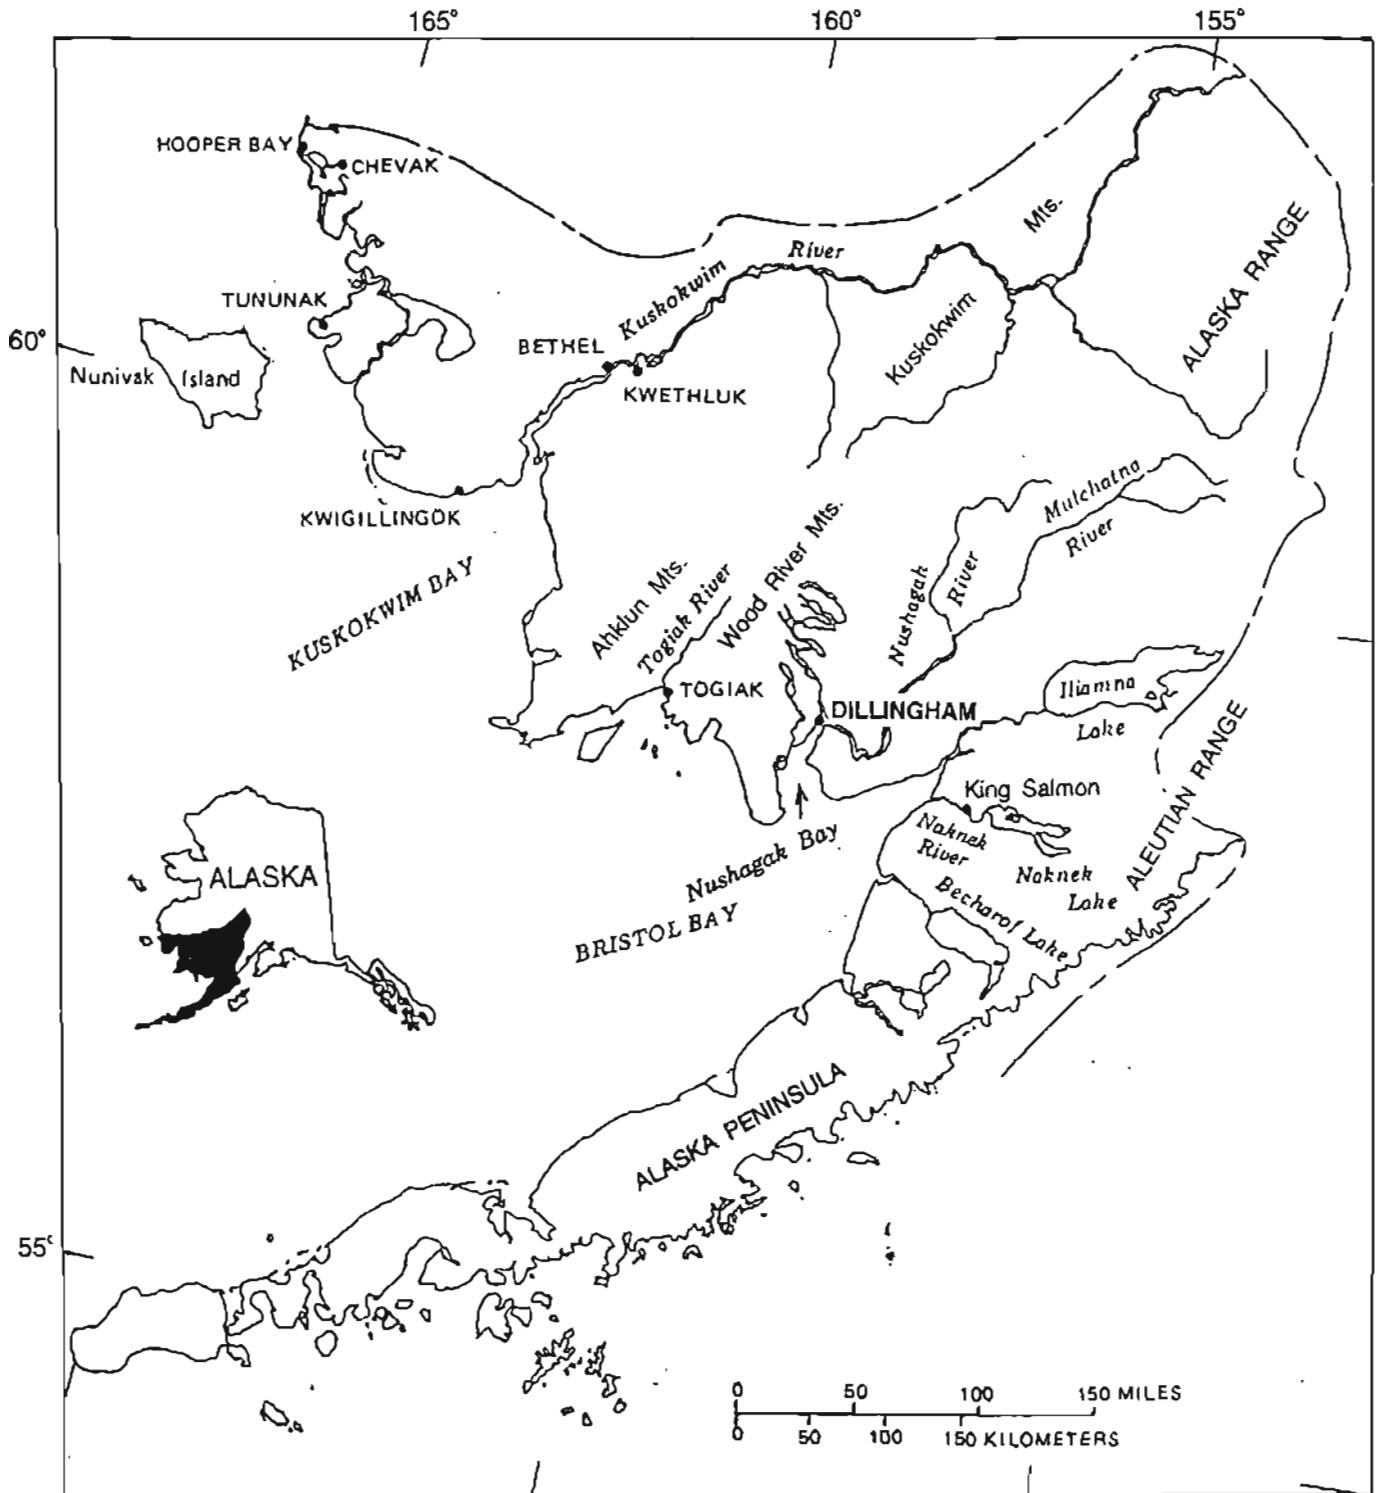 165° 160° 155°
HOOPER BAY
CHEVAK
Mts.
River
ALASKA RANGE
Kuskokwim
TUNUNAK
60°
BETHEL
Kuskokwim
Nunivak Island
KWETHLUK
Mulchatna
River
KWIGILLINGOK
Wood River Mts.
Nushagak
River
KUSKOKWIM BAY
Ahklun Mts.
Togiak River
TOGIAK
Iliamna
Lake
DILLINGHAM
King Salmon
ALEUTIAN RANGE
Naknek
River
Nushagak Bay
Naknek
Lake
ALASKA
Becharof Lake
BRISTOL BAY
ALASKA PENINSULA
55°
0 50 100 150 MILES
0 50 100 150 KILOMETERS